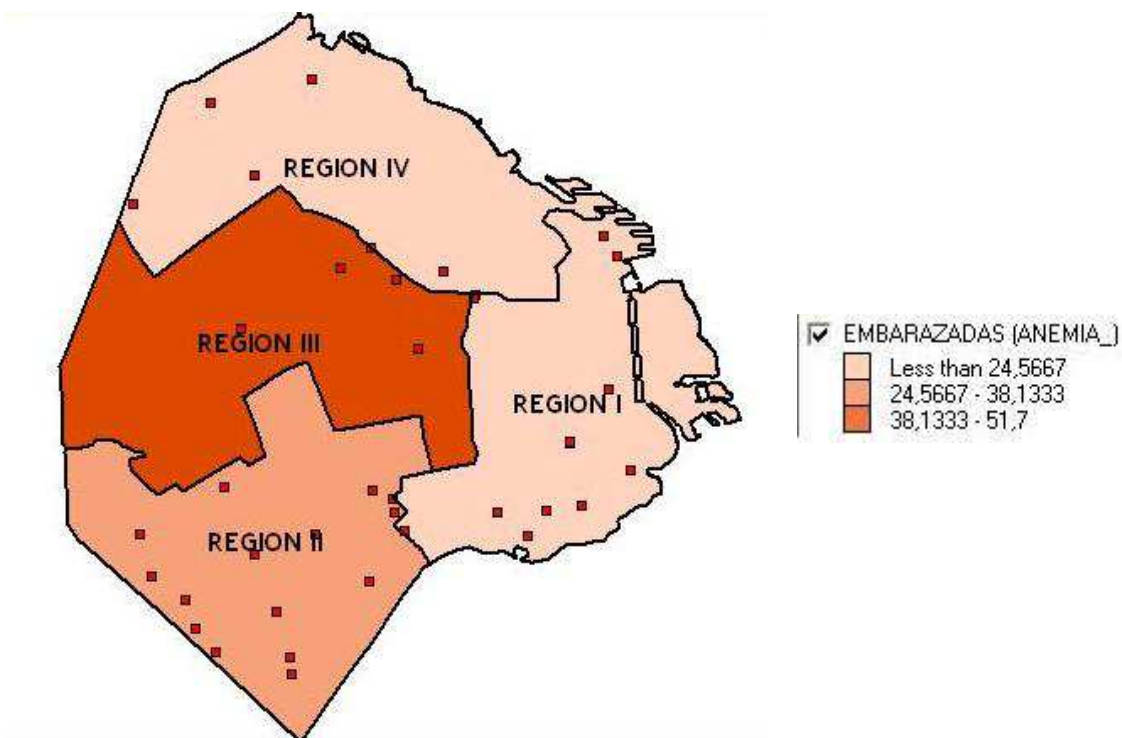 REGION IV
REGION III
REGION I
REGION II
EMBARAZADAS (ANEMIA_)
Less than 24,5667
24,5667 - 38,1333
38,1333 - 51,7